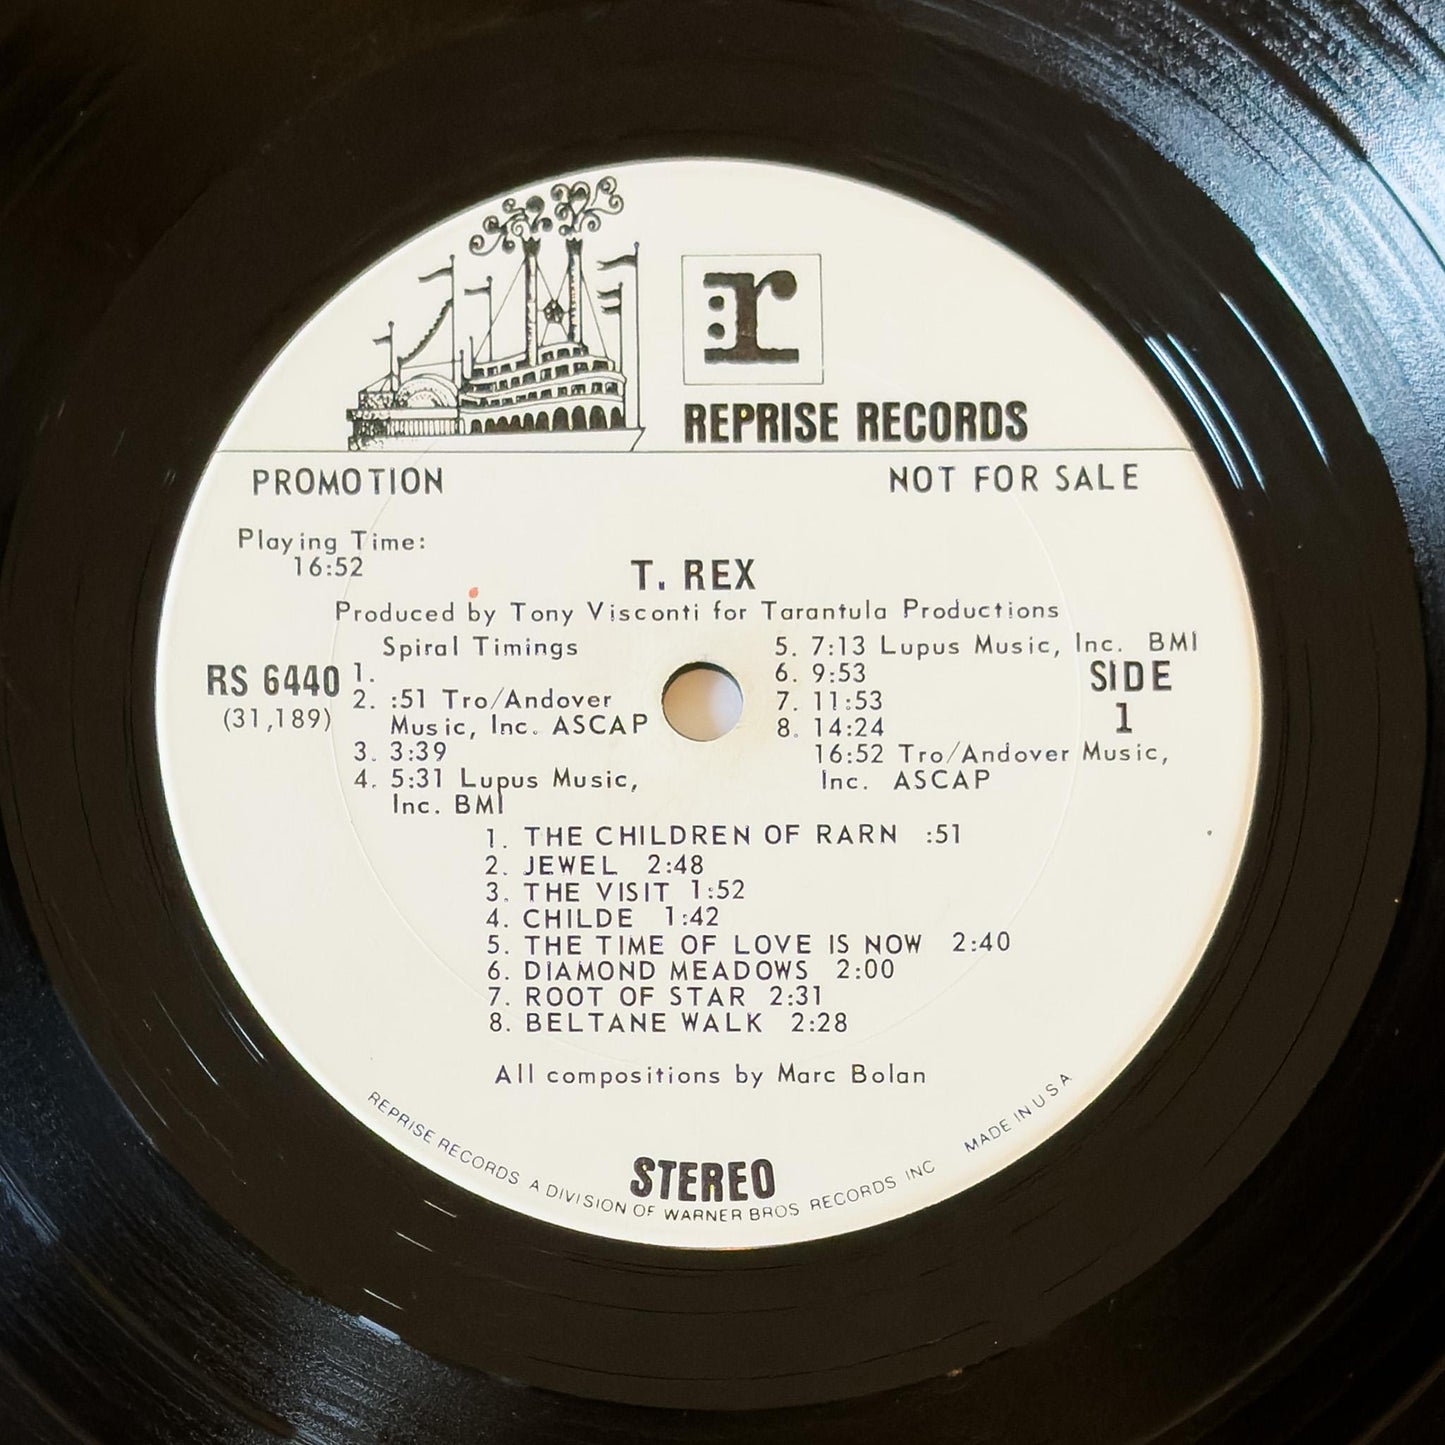 :r
REPRISE RECORDS
PROMOTION NOT FOR SALE
Playing Time:
16:52
T. REX
Produced by Tony Visconti for Tarantula Productions
Spiral Timings
RS 6440
(31,189)
1.
2. :51 Tro/Andover
Music, Inc. ASCAP
3. 3:39
4. 5:31 Lupus Music,
Inc. BMI
5. 7:13 Lupus Music, Inc. BMI
6. 9:53
7. 11:53
8. 14:24
16:52 Tro/Andover Music,
Inc. ASCAP
SIDE
1
1. THE CHILDREN OF RARN :51
2. JEWEL 2:48
3. THE VISIT 1:52
4. CHILDE 1:42
5. THE TIME OF LOVE IS NOW 2:40
6. DIAMOND MEADOWS 2:00
7. ROOT OF STAR 2:31
8. BELTANE WALK 2:28
All compositions by Marc Bolan
STEREO
REPRISE RECORDS A DIVISION OF WARNER BROS RECORDS INC MADE IN U S A